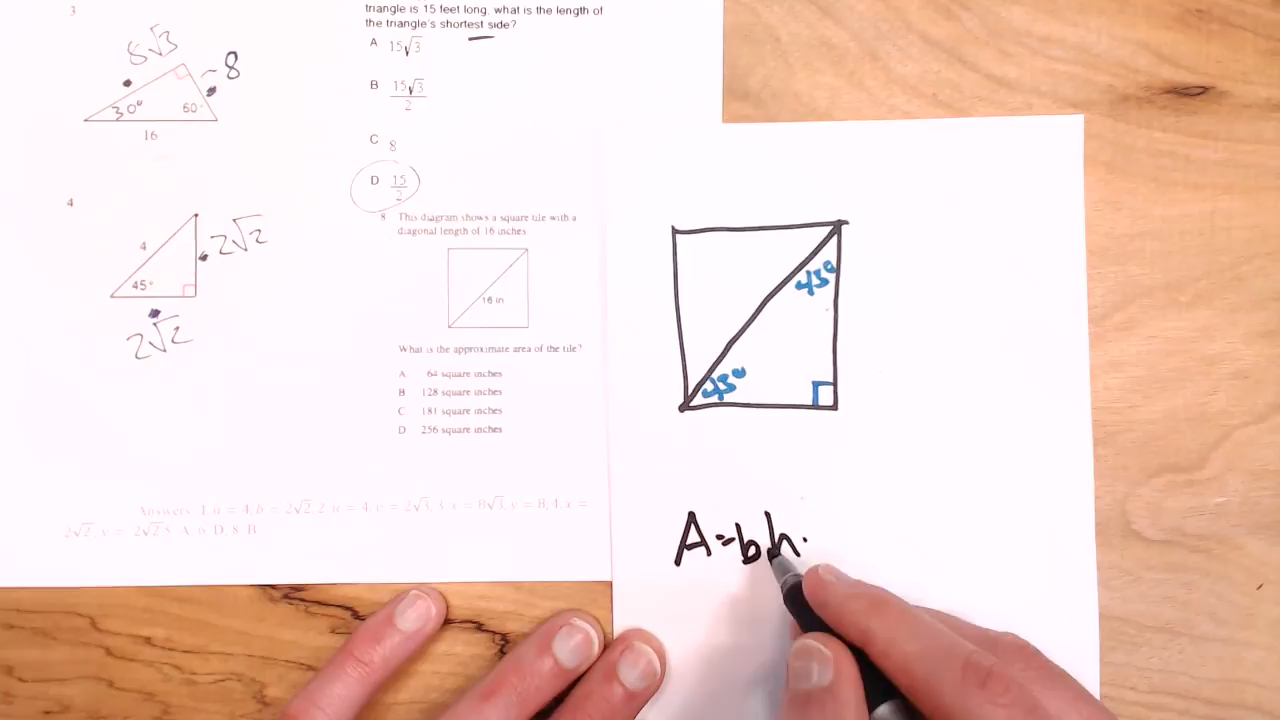 3
8√3
8
30°
60°
16
4
4
2√2
45°
2√2
triangle is 15 feet long, what is the length of
the triangle's shortest side?
A 15√3
B 15√3
2
C 8
D 15
2
8 This diagram shows a square tile with a
diagonal length of 16 inches
16 in
What is the approximate area of the tile?
A 64 square inches
B 128 square inches
C 181 square inches
D 256 square inches
45°
45°
A=bh